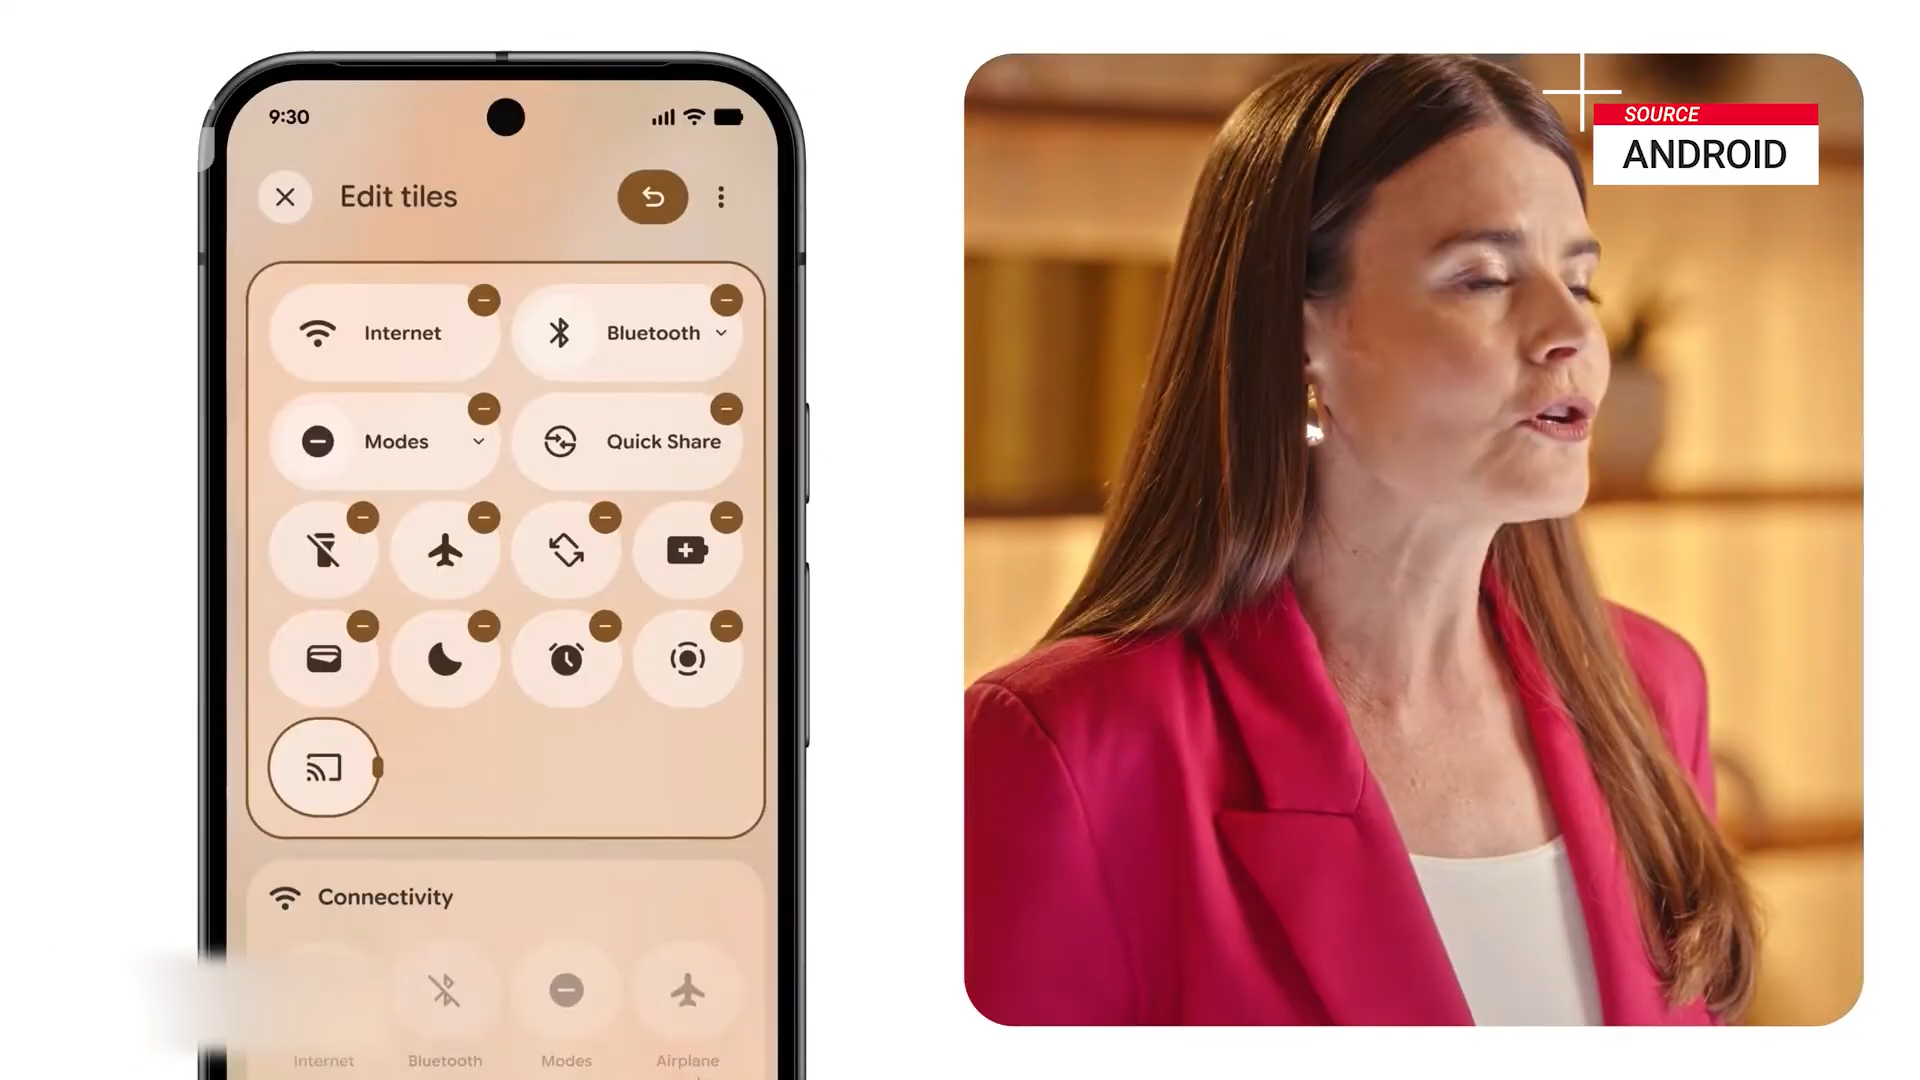 9:30
Edit tiles
Internet
Bluetooth
Modes
Quick Share
Connectivity
Internet
Bluetooth
Modes
Airplane
SOURCE
ANDROID